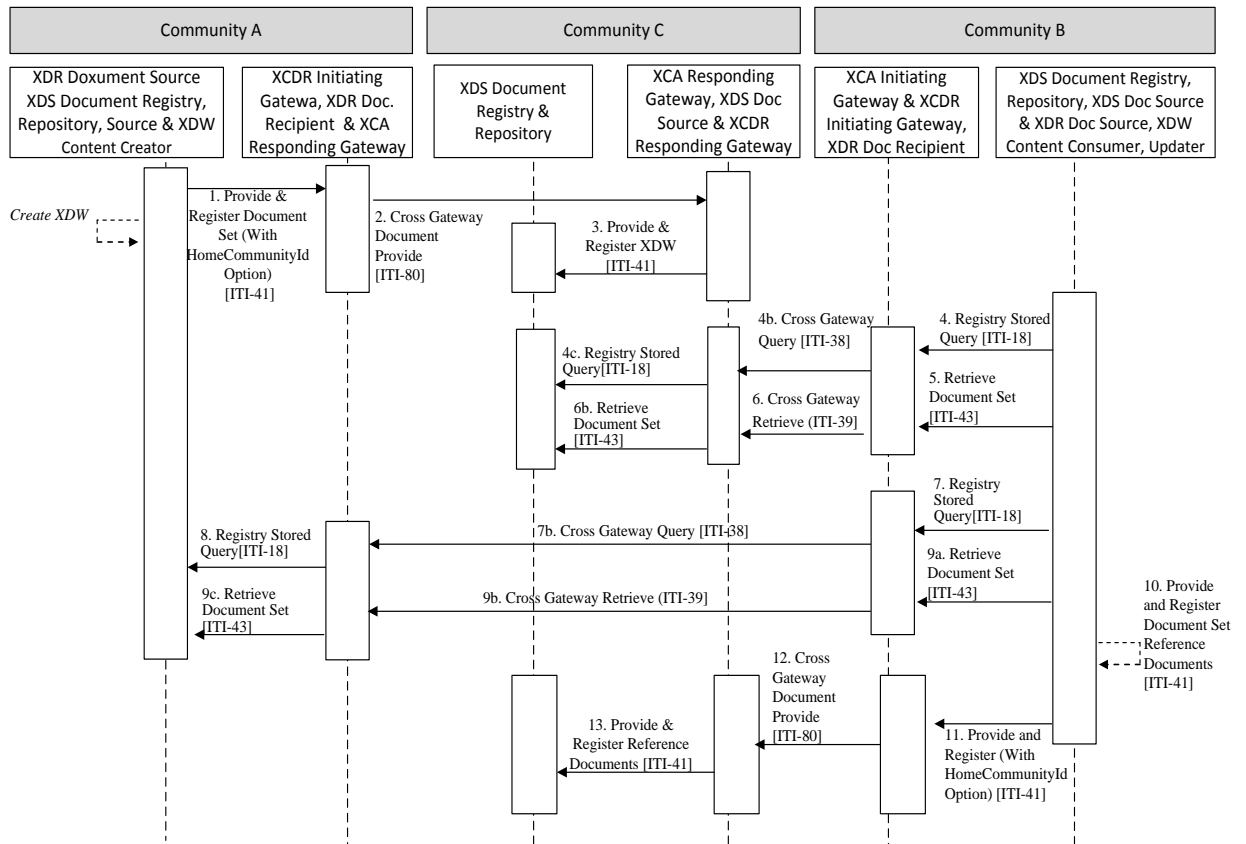 Community A
Community C
Community B
XDR Doxument Source
XDS Document Registry,
Repository, Source & XDW
Content Creator
XCDR Initiating
Gatewa, XDR Doc.
Recipient & XCA
Responding Gateway
XDS Document
Registry &
Repository
XCA Responding
Gateway, XDS Doc
Source & XCDR
Responding Gateway
XCA Initiating
Gateway & XCDR
Initiating Gateway,
XDR Doc Recipient
XDS Document Registry,
Repository, XDS Doc Source
& XDR Doc Source, XDW
Content Consumer, Updater
Create XDW
1. Provide &
Register Document
Set (With
HomeCommunityId
Option)
[ITI-41]
2. Cross Gateway
Document
Provide
[ITI-80]
3. Provide &
Register XDW
[ITI-41]
4b. Cross Gateway
Query [ITI-38]
4. Registry Stored
Query [ITI-18]
4c. Registry Stored
Query[ITI-18]
5. Retrieve
Document Set
[ITI-43]
6. Cross Gateway
Retrieve (ITI-39]
6b. Retrieve
Document Set
[ITI-43]
7. Registry
Stored
Query[ITI-18]
7b. Cross Gateway Query [ITI-38]
8. Registry Stored
Query[ITI-18]
9a. Retrieve
Document Set
[ITI-43]
9b. Cross Gateway Retrieve (ITI-39]
9c. Retrieve
Document Set
[ITI-43]
10. Provide
and Register
Document Set
Reference
Documents
[ITI-41]
12. Cross
Gateway
Document
Provide
[ITI-80]
11. Provide and
Register (With
HomeCommunityId
Option) [ITI-41]
13. Provide &
Register Reference
Documents [ITI-41]